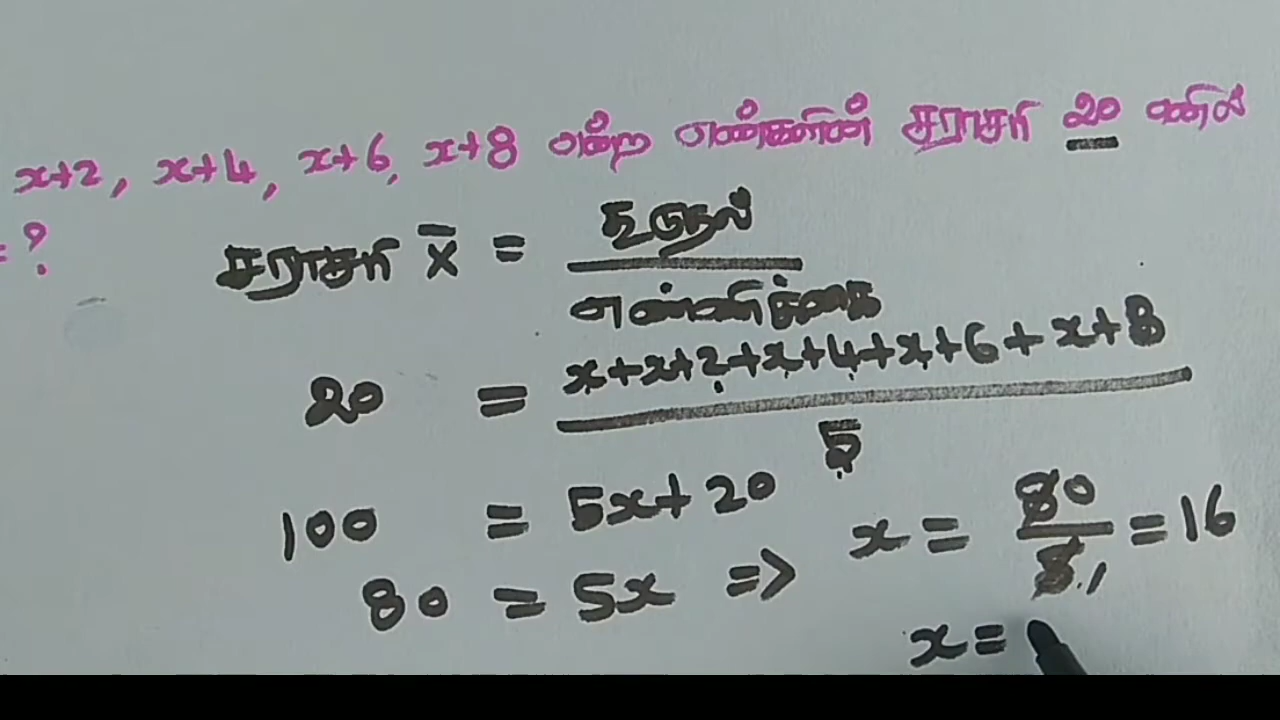 x+2, x+4, x+6, x+8 என்ற எண்களின் சராசரி 20 எனில்
= ?
சராசரி x̄ = கூடுதல் / எண்ணிக்கை
20 = x+x+2+x+4+x+6+x+8 / 5
100 = 5x+20
80 = 5x => x = 80/5 = 16
x =